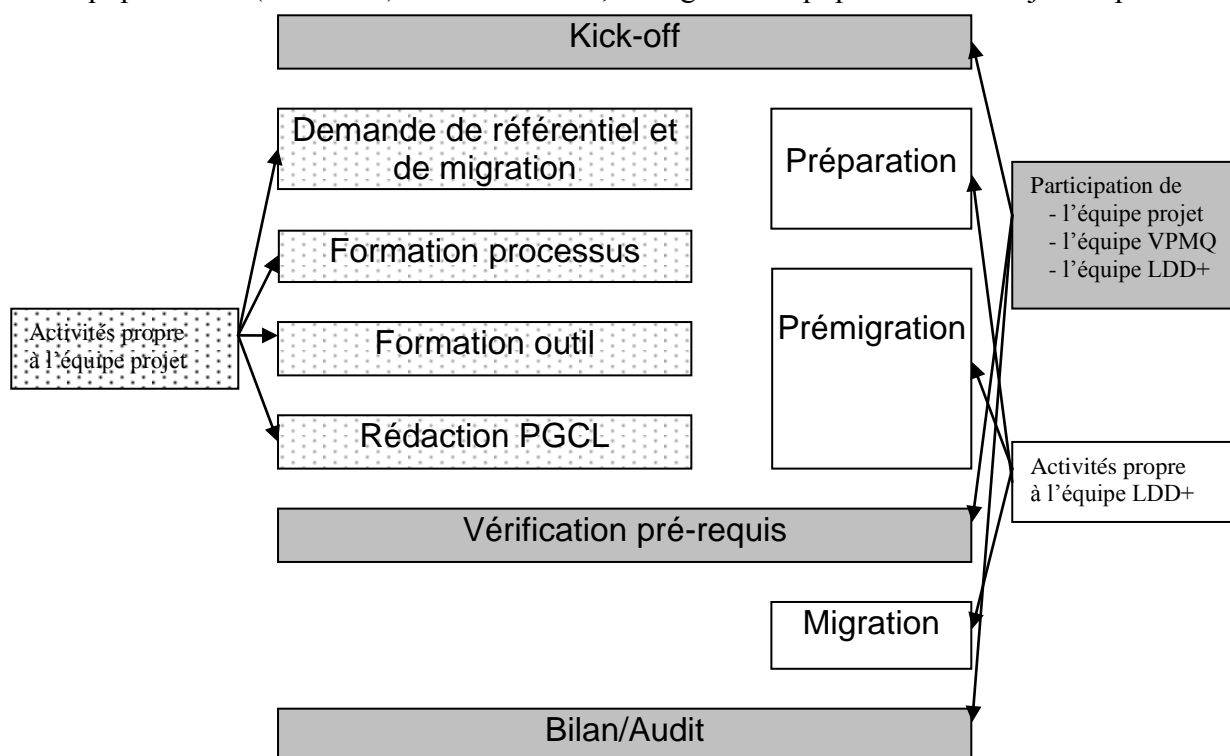 Kick-off
Demande de référentiel et
de migration
Préparation
Participation de
- l'équipe projet
- l'équipe VPMQ
- l'équipe LDD+
Formation processus
Activités propre
à l'équipe projet
Formation outil
Prémigration
Rédaction PGCL
Activités propre
à l'équipe LDD+
Vérification pré-requis
Migration
Bilan/Audit